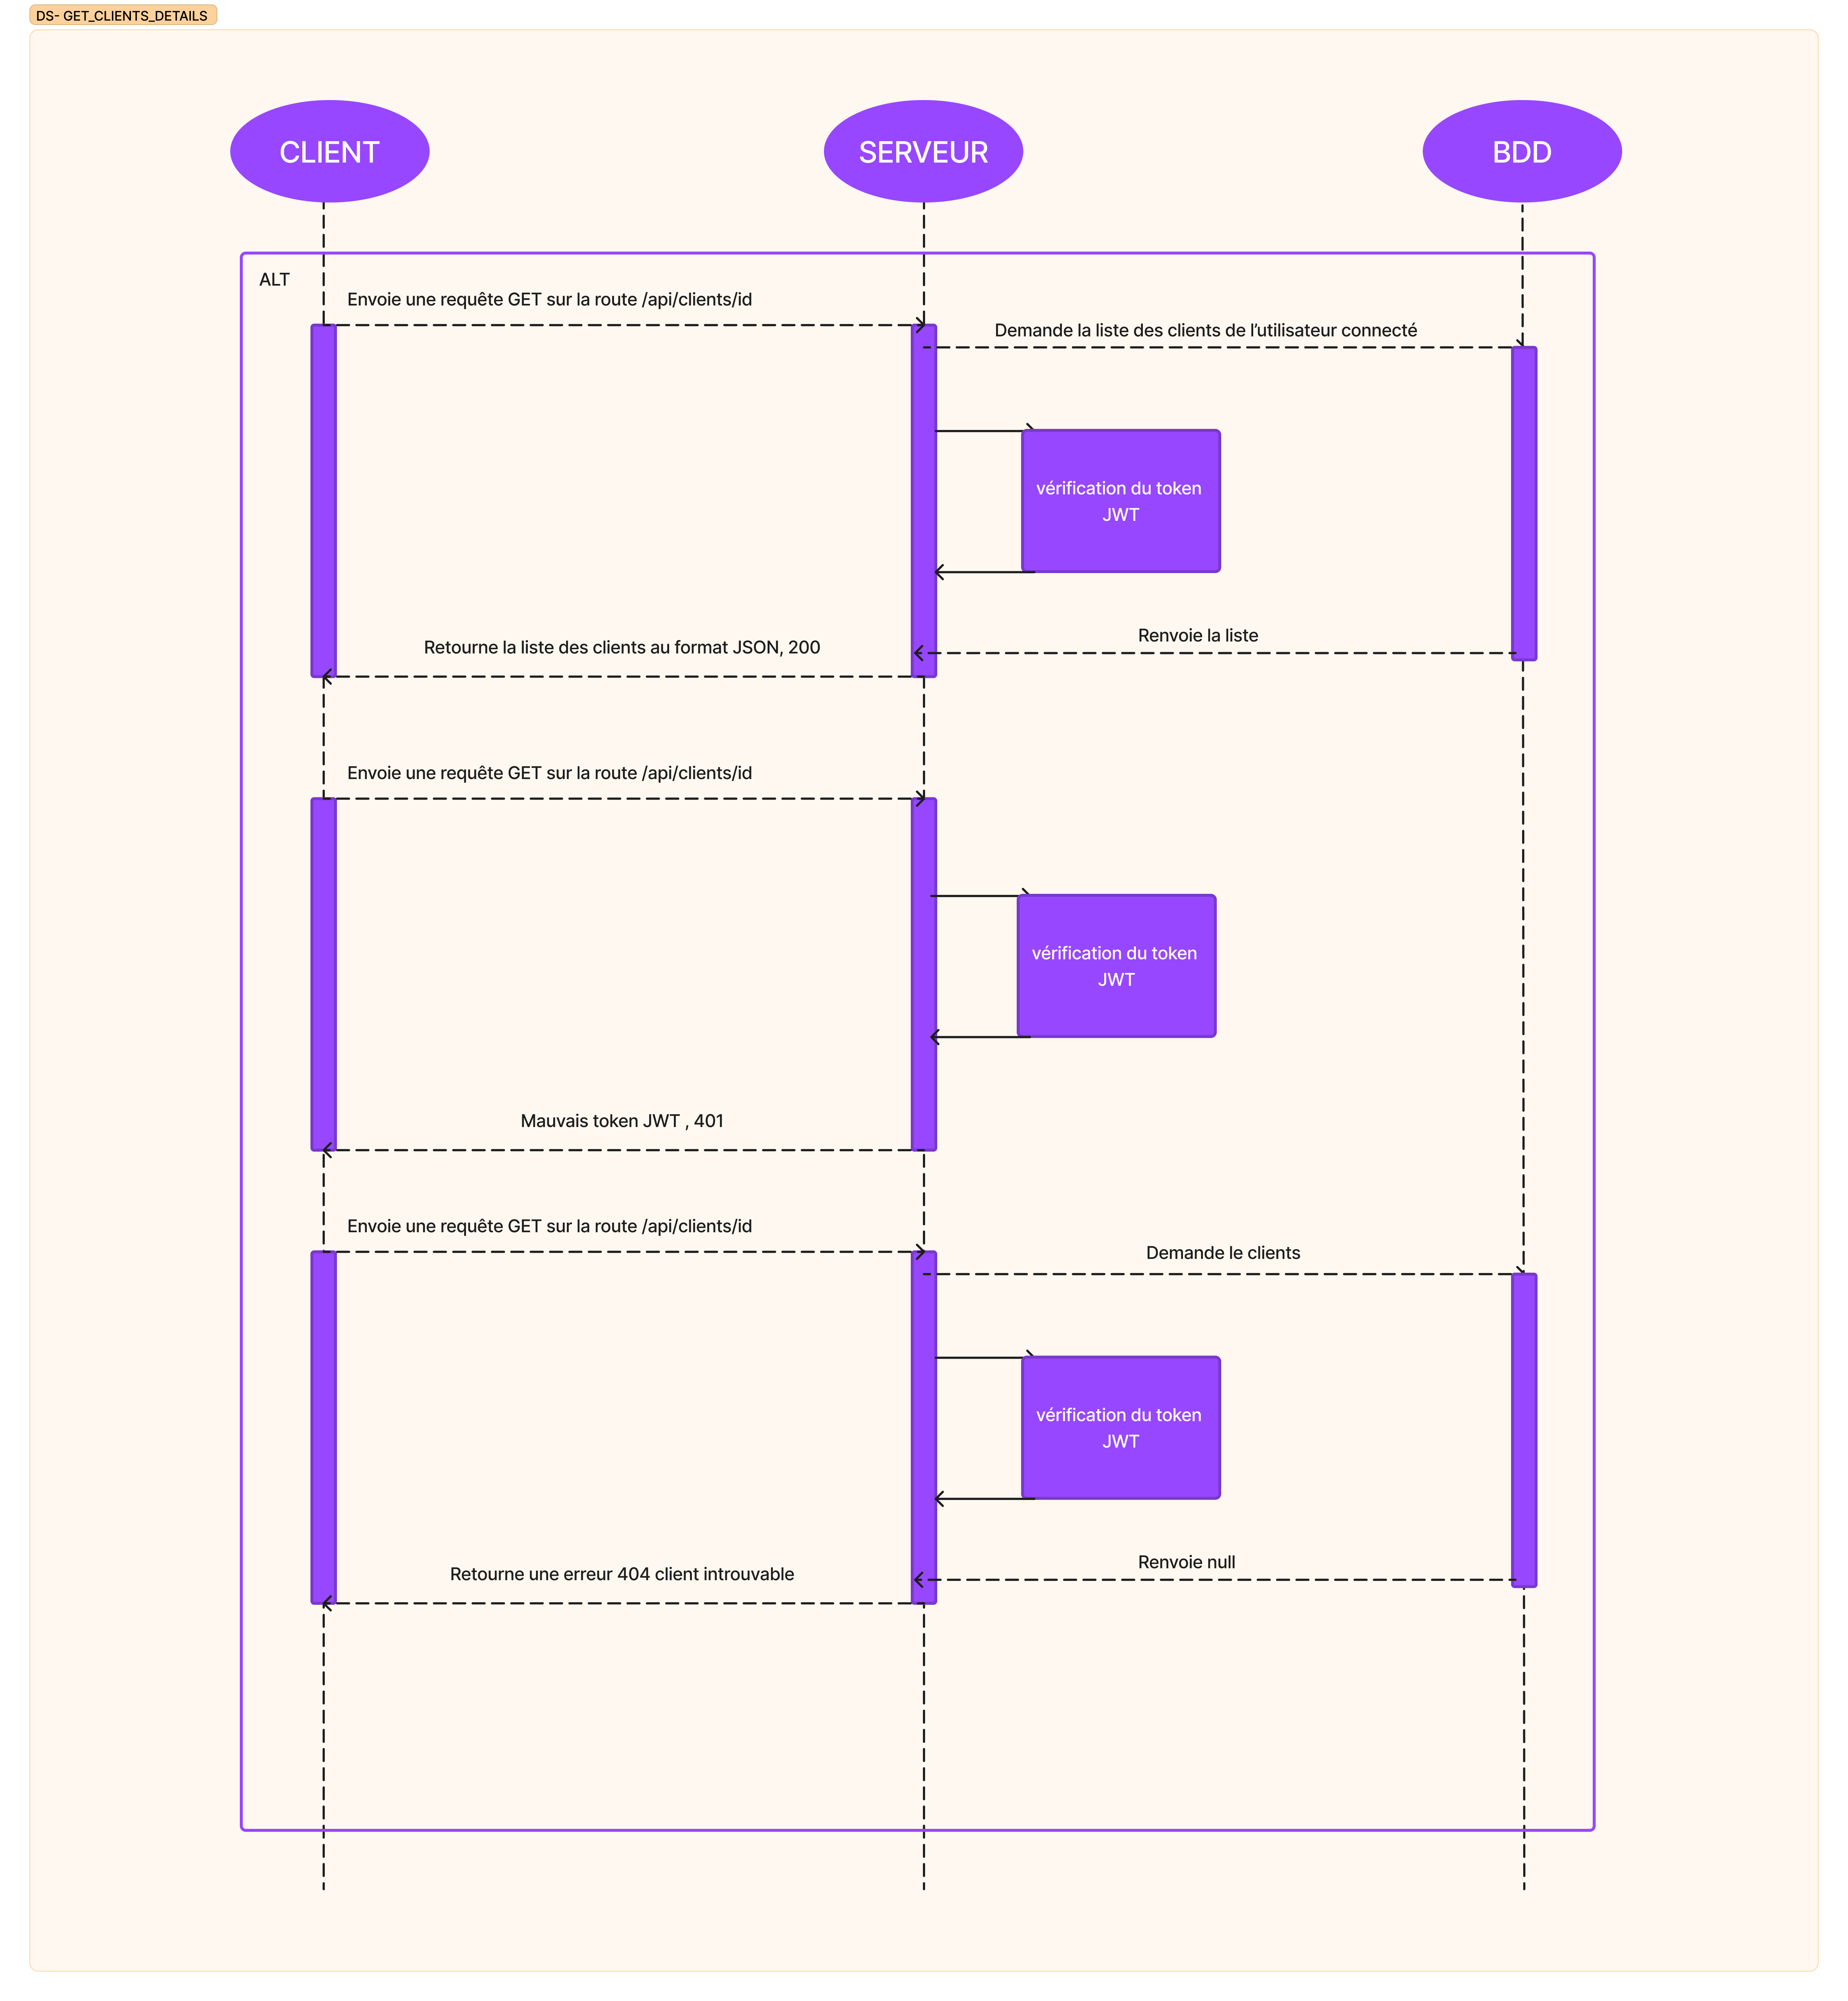 DS- GET_CLIENTS_DETAILS
CLIENT
SERVEUR
BDD
ALT
Envoie une requête GET sur la route /api/clients/id
Demande la liste des clients de l’utilisateur connecté
vérification du token
JWT
Renvoie la liste
Retourne la liste des clients au format JSON, 200
Envoie une requête GET sur la route /api/clients/id
vérification du token
JWT
Mauvais token JWT , 401
Envoie une requête GET sur la route /api/clients/id
Demande le clients
vérification du token
JWT
Renvoie null
Retourne une erreur 404 client introuvable